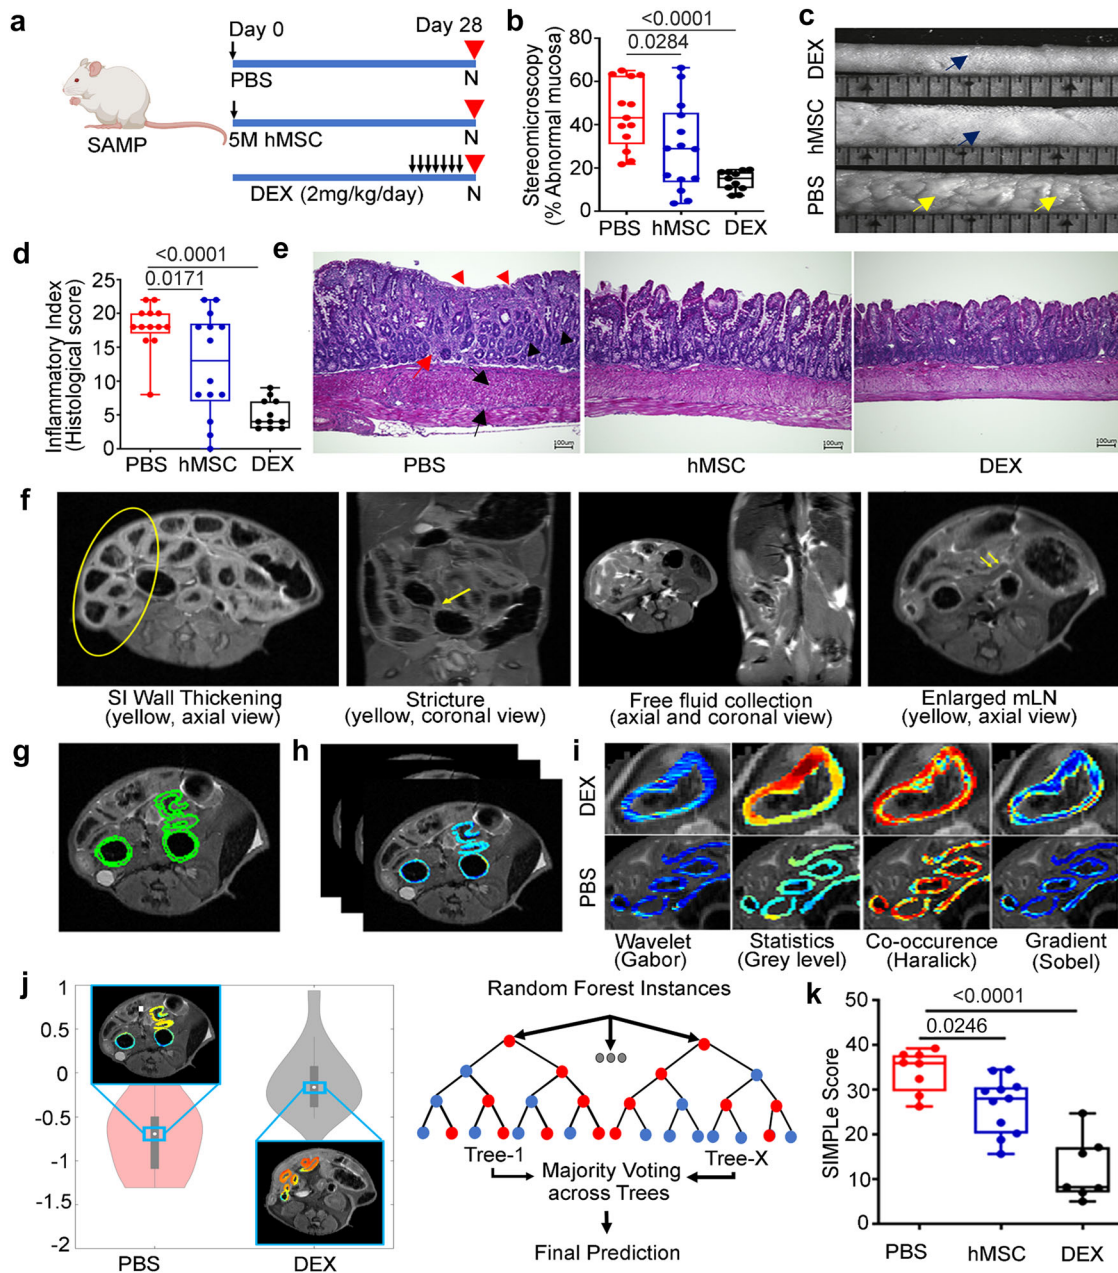 a
Day 0
Day 28
PBS
N
5M hMSC
N
DEX (2mg/kg/day)
N
SAMP
b
<0.0001
0.0284
Stereomicroscopy
(% Abnormal mucosa)
80
60
40
20
0
PBS
hMSC
DEX
c
DEX
hMSC
PBS
d
<0.0001
0.0171
Inflammatory Index
(Histological score)
25
20
15
10
5
0
PBS
hMSC
DEX
e
100um
100um
100um
PBS
hMSC
DEX
f
SI Wall Thickening
(yellow, axial view)
Stricture
(yellow, coronal view)
Free fluid collection
(axial and coronal view)
Enlarged mLN
(yellow, axial view)
g
h
i
DEX
PBS
Wavelet
(Gabor)
Statistics
(Grey level)
Co-occurence
(Haralick)
Gradient
(Sobel)
j
1
0.5
0
-0.5
-1
-1.5
-2
PBS
DEX
Random Forest Instances
Tree-1
Tree-X
Majority Voting
across Trees
Final Prediction
k
<0.0001
0.0246
SIMPLe Score
50
40
30
20
10
0
PBS
hMSC
DEX